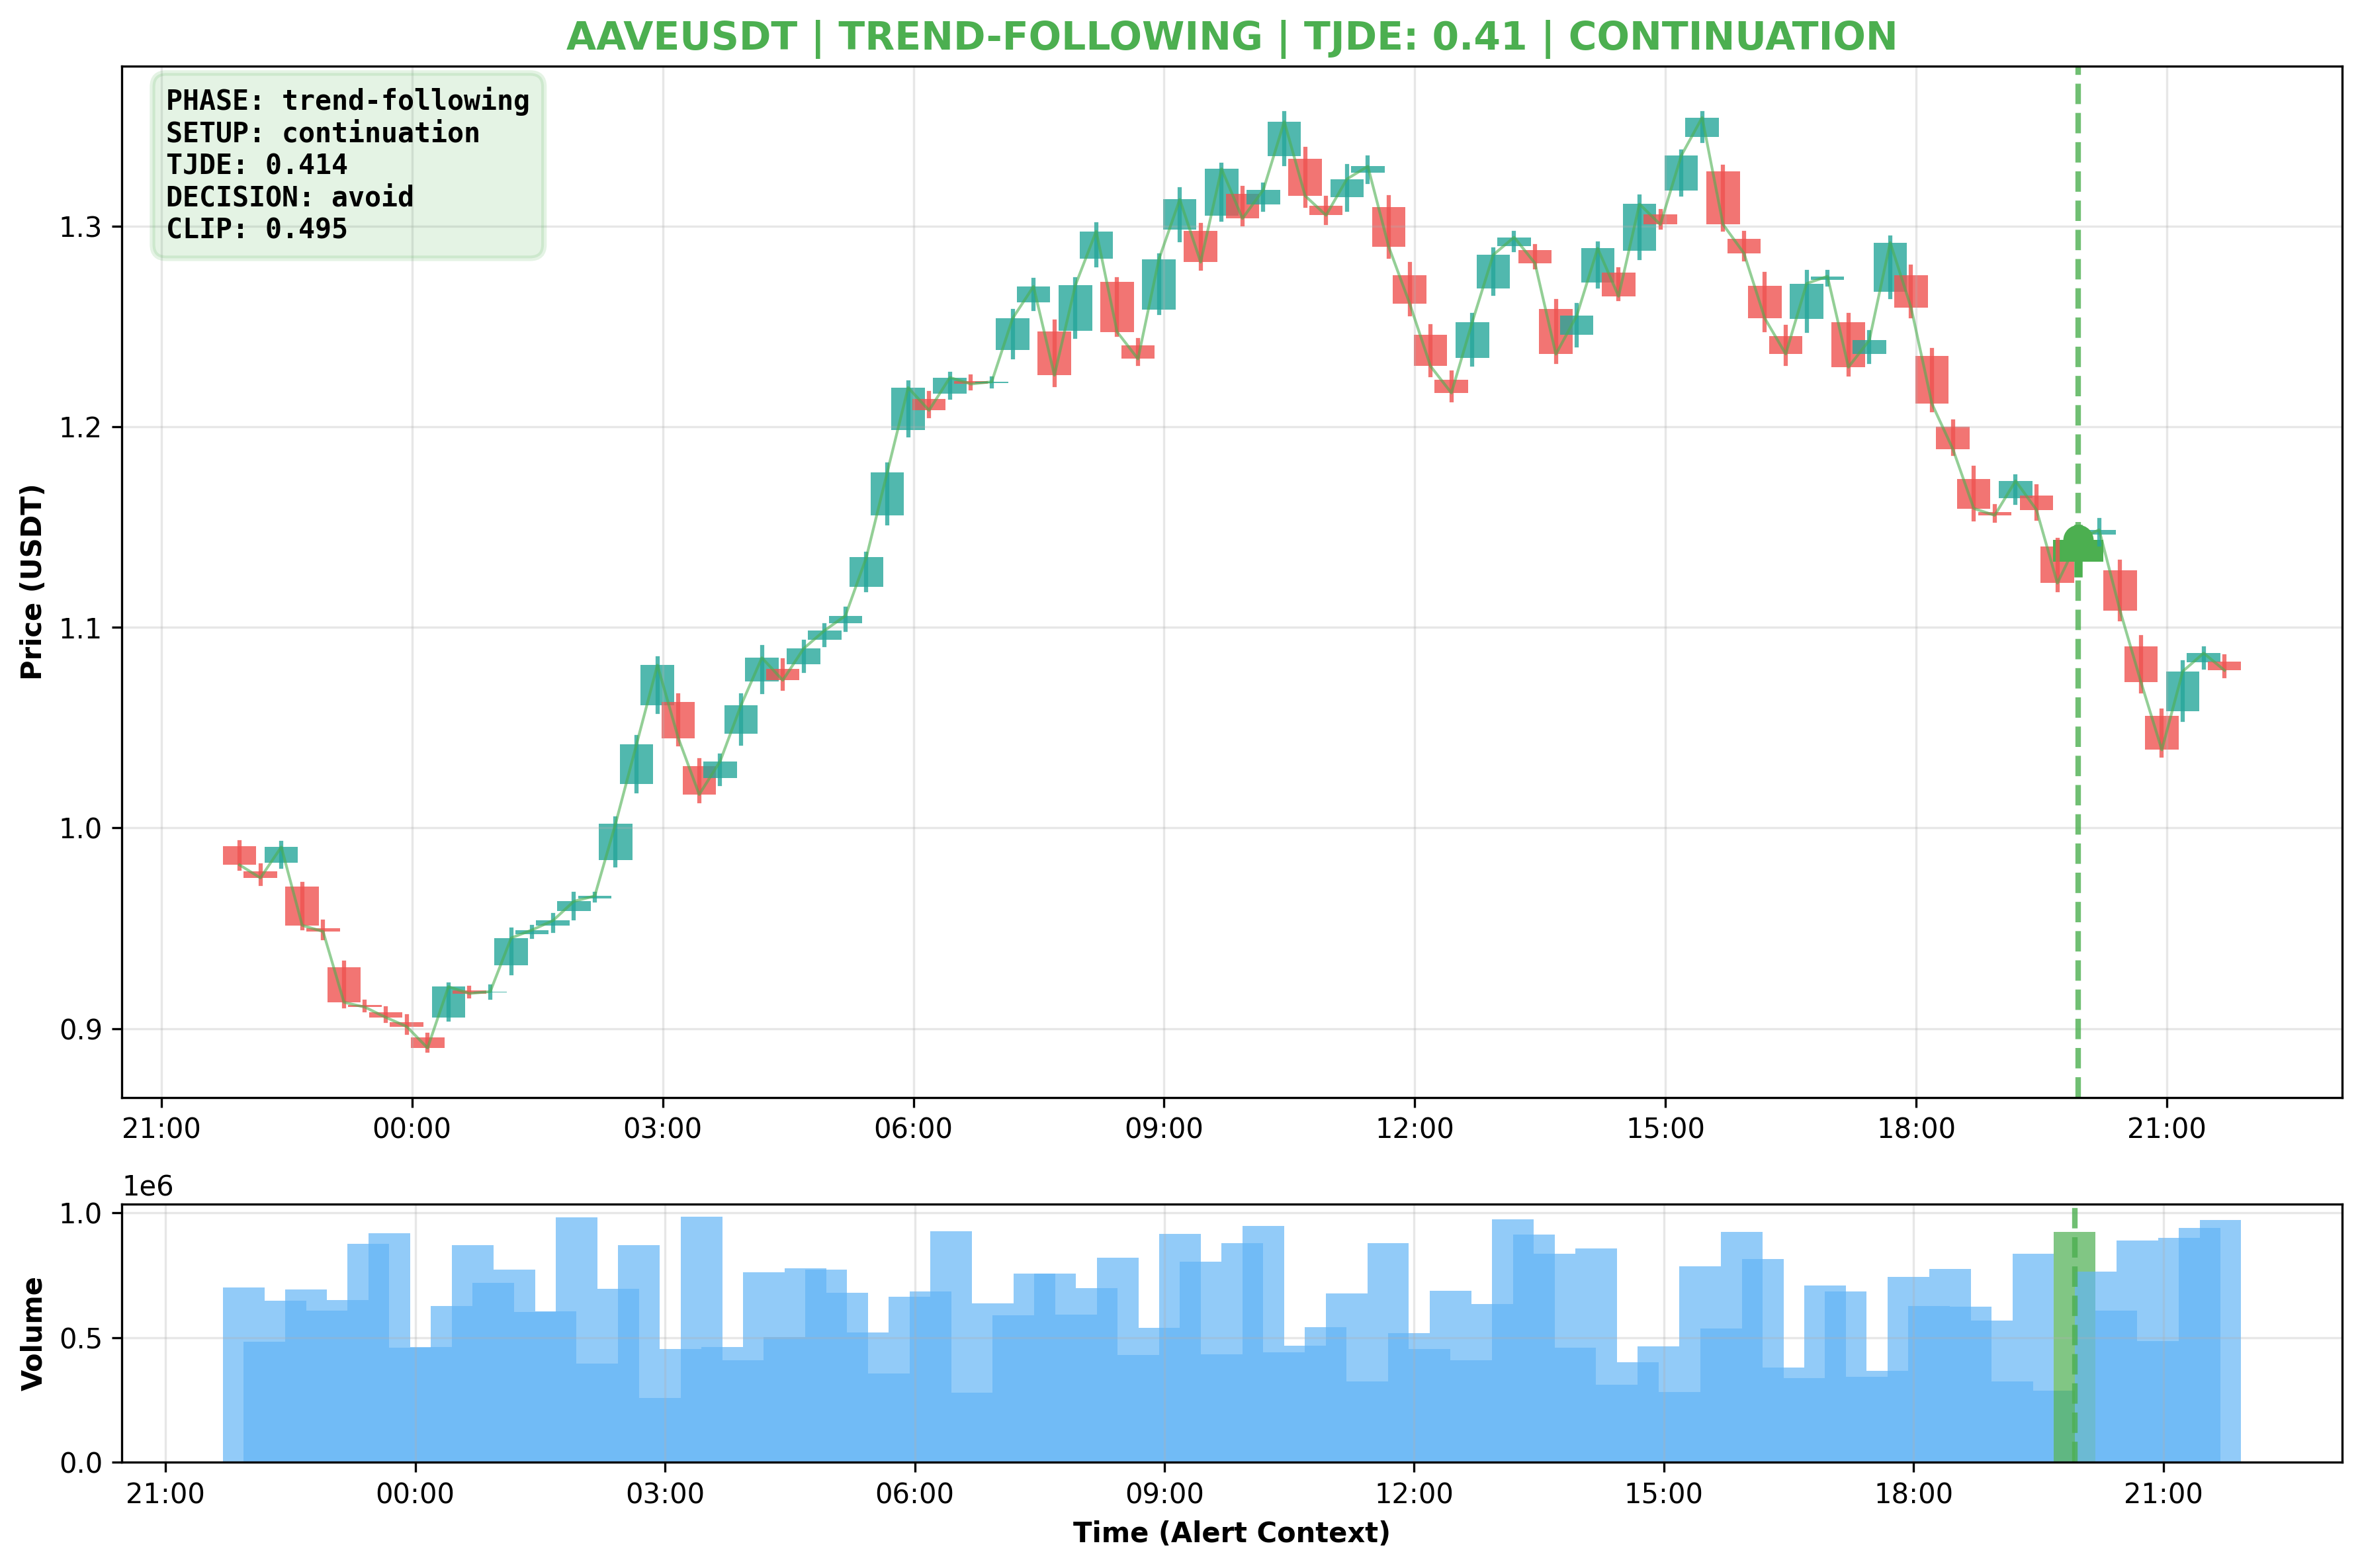 AAVEUSDT | TREND-FOLLOWING | TJDE: 0.41 | CONTINUATION
PHASE: trend-following
SETUP: continuation
TJDE: 0.414
DECISION: avoid
CLIP: 0.495
Price (USDT)
1.3
1.2
1.1
1.0
0.9
21:00 00:00 03:00 06:00 09:00 12:00 15:00 18:00 21:00
1e6
Volume
1.0
0.5
0.0
21:00 00:00 03:00 06:00 09:00 12:00 15:00 18:00 21:00
Time (Alert Context)